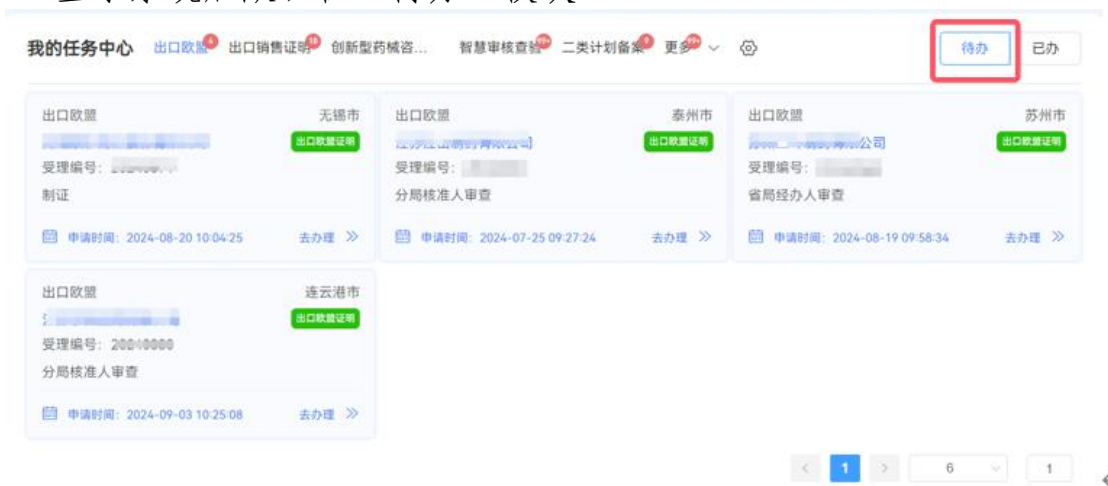 我的任务中心 出口欧盟 4 出口销售证明 18 创新型药械咨... 智慧审核查验 99+ 二类计划备案 更多 99+ 待办 已办
出口欧盟 无锡市 出口欧盟 泰州市 出口欧盟 苏州市
出口欧盟证明 出口欧盟证明 公司 出口欧盟证明
受理编号: 受理编号: 受理编号:
制证 分局核准人审查 省局经办人审查
申请时间: 2024-08-20 10:04:25 去办理 申请时间: 2024-07-25 09:27:24 去办理 申请时间: 2024-08-19 09:58:34 去办理
出口欧盟 连云港市
出口欧盟证明
受理编号:
分局核准人审查
申请时间: 2024-09-03 10:25:08 去办理
< 1 > 6 1